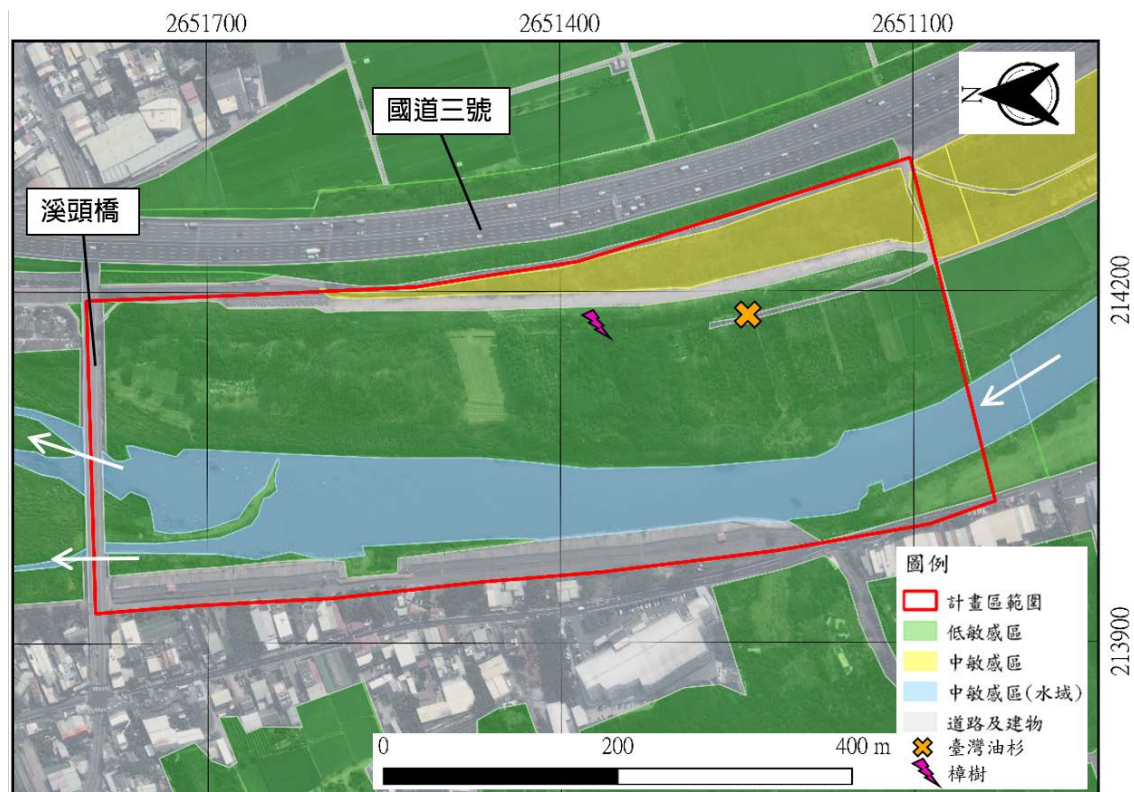 2651700
2651400
2651100
N
國道三號
溪頭橋
214200
213900
圖例
計畫區範圍
低敏感區
中敏感區
中敏感區(水域)
道路及建物
臺灣油杉
樟樹
0
200
400 m